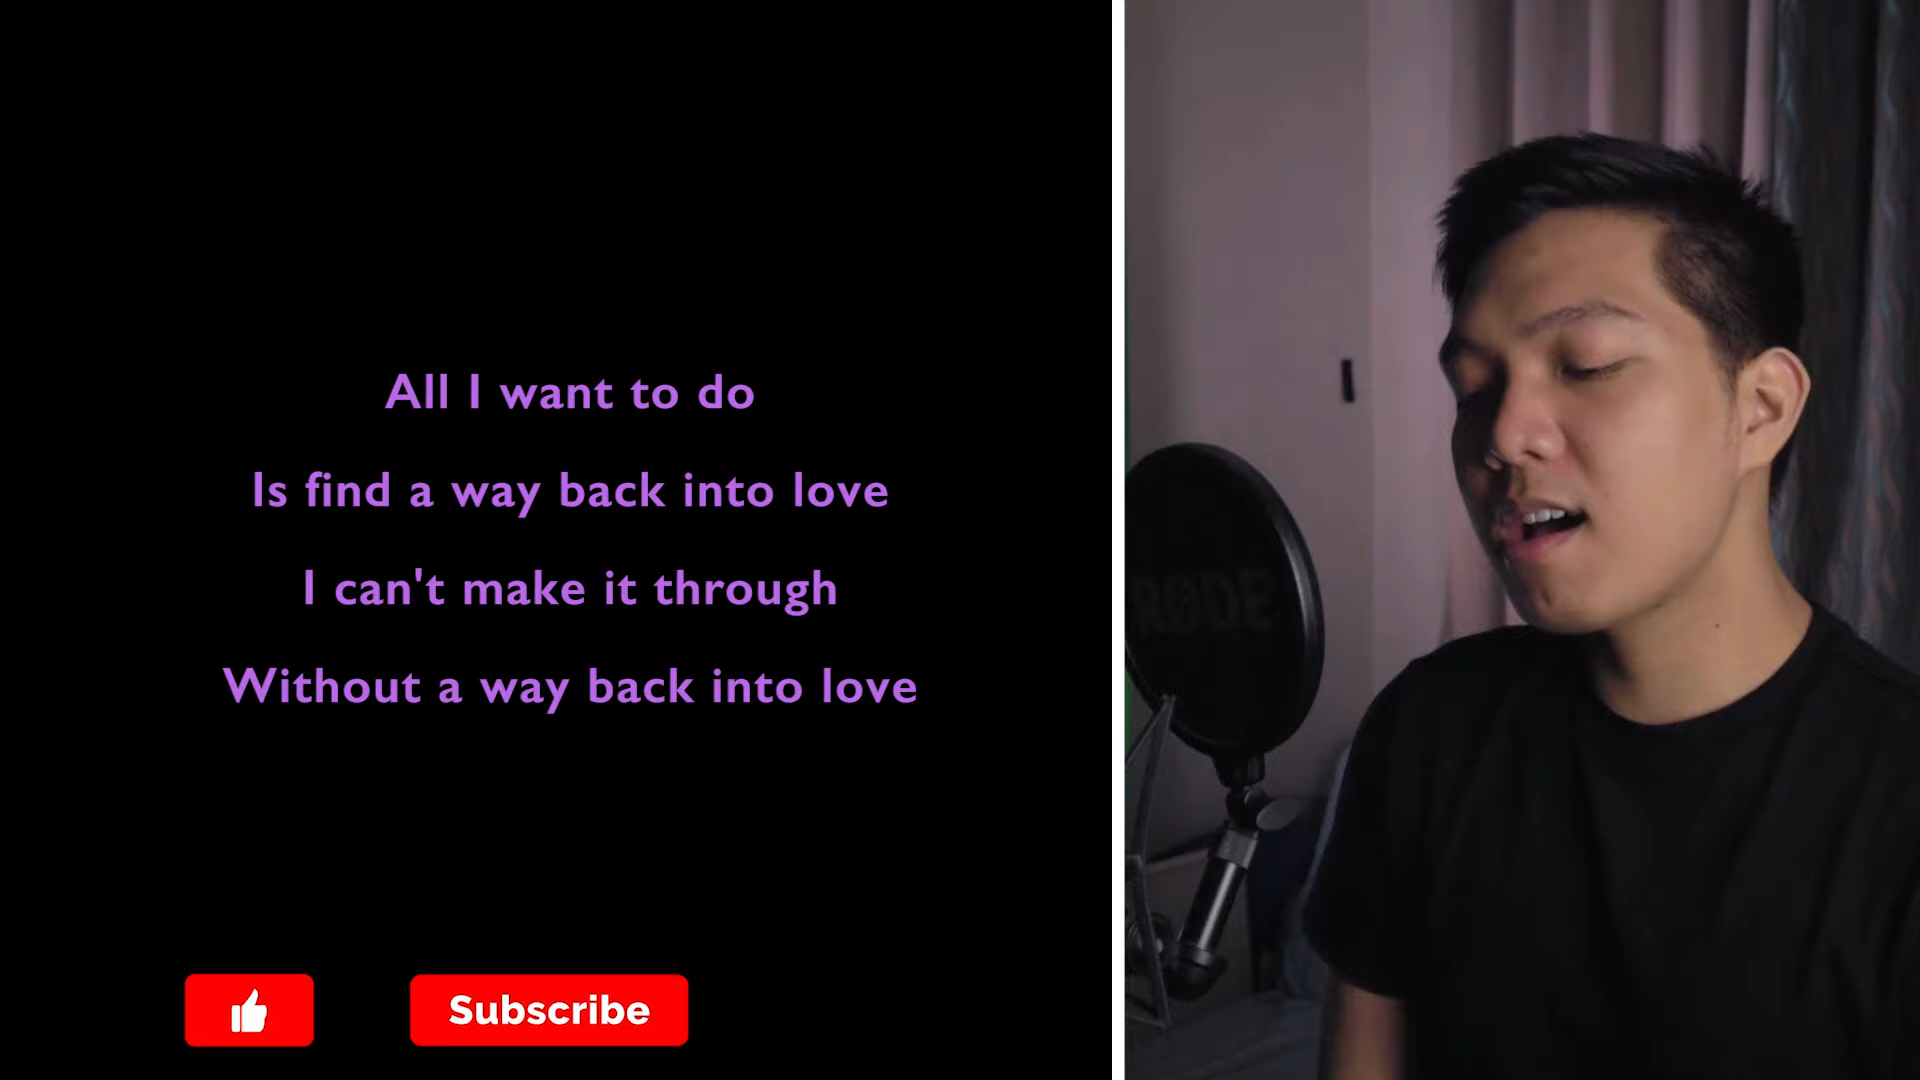 All I want to do
Is find a way back into love
I can't make it through
Without a way back into love
Subscribe
RØDE